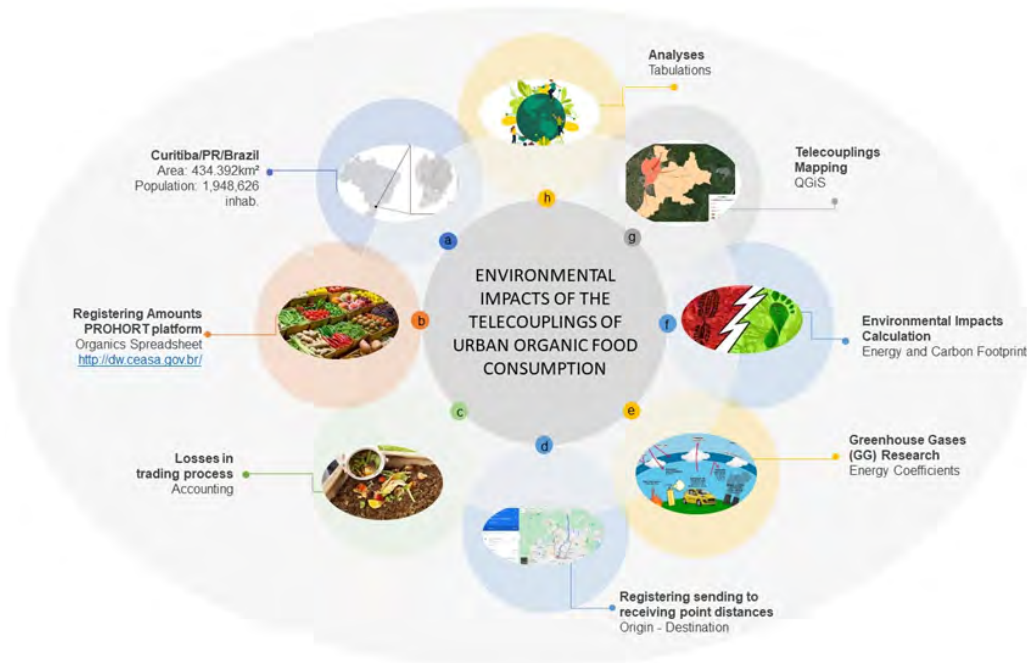 Analyses
Tabulations
Curitiba/PR/Brazil
Area: 434.392km²
Population: 1,948,626
inhab.
Telecouplings
Mapping
QGiS
h
a
g
ENVIRONMENTAL
IMPACTS OF THE
TELECOUPLINGS OF
URBAN ORGANIC FOOD
CONSUMPTION
Registering Amounts
PROHORT platform
Organics Spreadsheet
http://dw.ceasa.gov.br/
b
f
Environmental Impacts
Calculation
Energy and Carbon Footprint
c
e
d
Losses in
trading process
Accounting
Greenhouse Gases
(GG) Research
Energy Coefficients
Registering sending to
receiving point distances
Origin - Destination